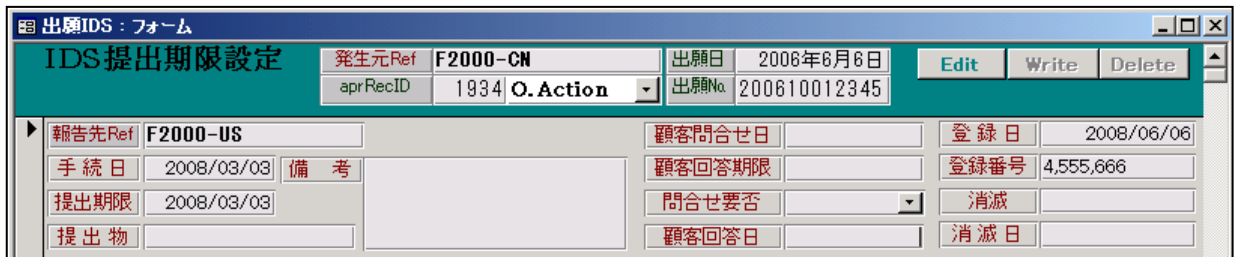 出願IDS : フォーム
IDS提出期限設定 発生元Ref F2000-CN 出願日 2006年6月6日 Edit Write Delete
aprRecID 1934 O.Action 出願No. 200610012345
報告先Ref F2000-US 顧客問合せ日 登録日 2008/06/06
手続日 2008/03/03 備考 顧客回答期限 登録番号 4,555,666
提出期限 2008/03/03 問合せ要否 消滅
提出物 顧客回答日 消滅日